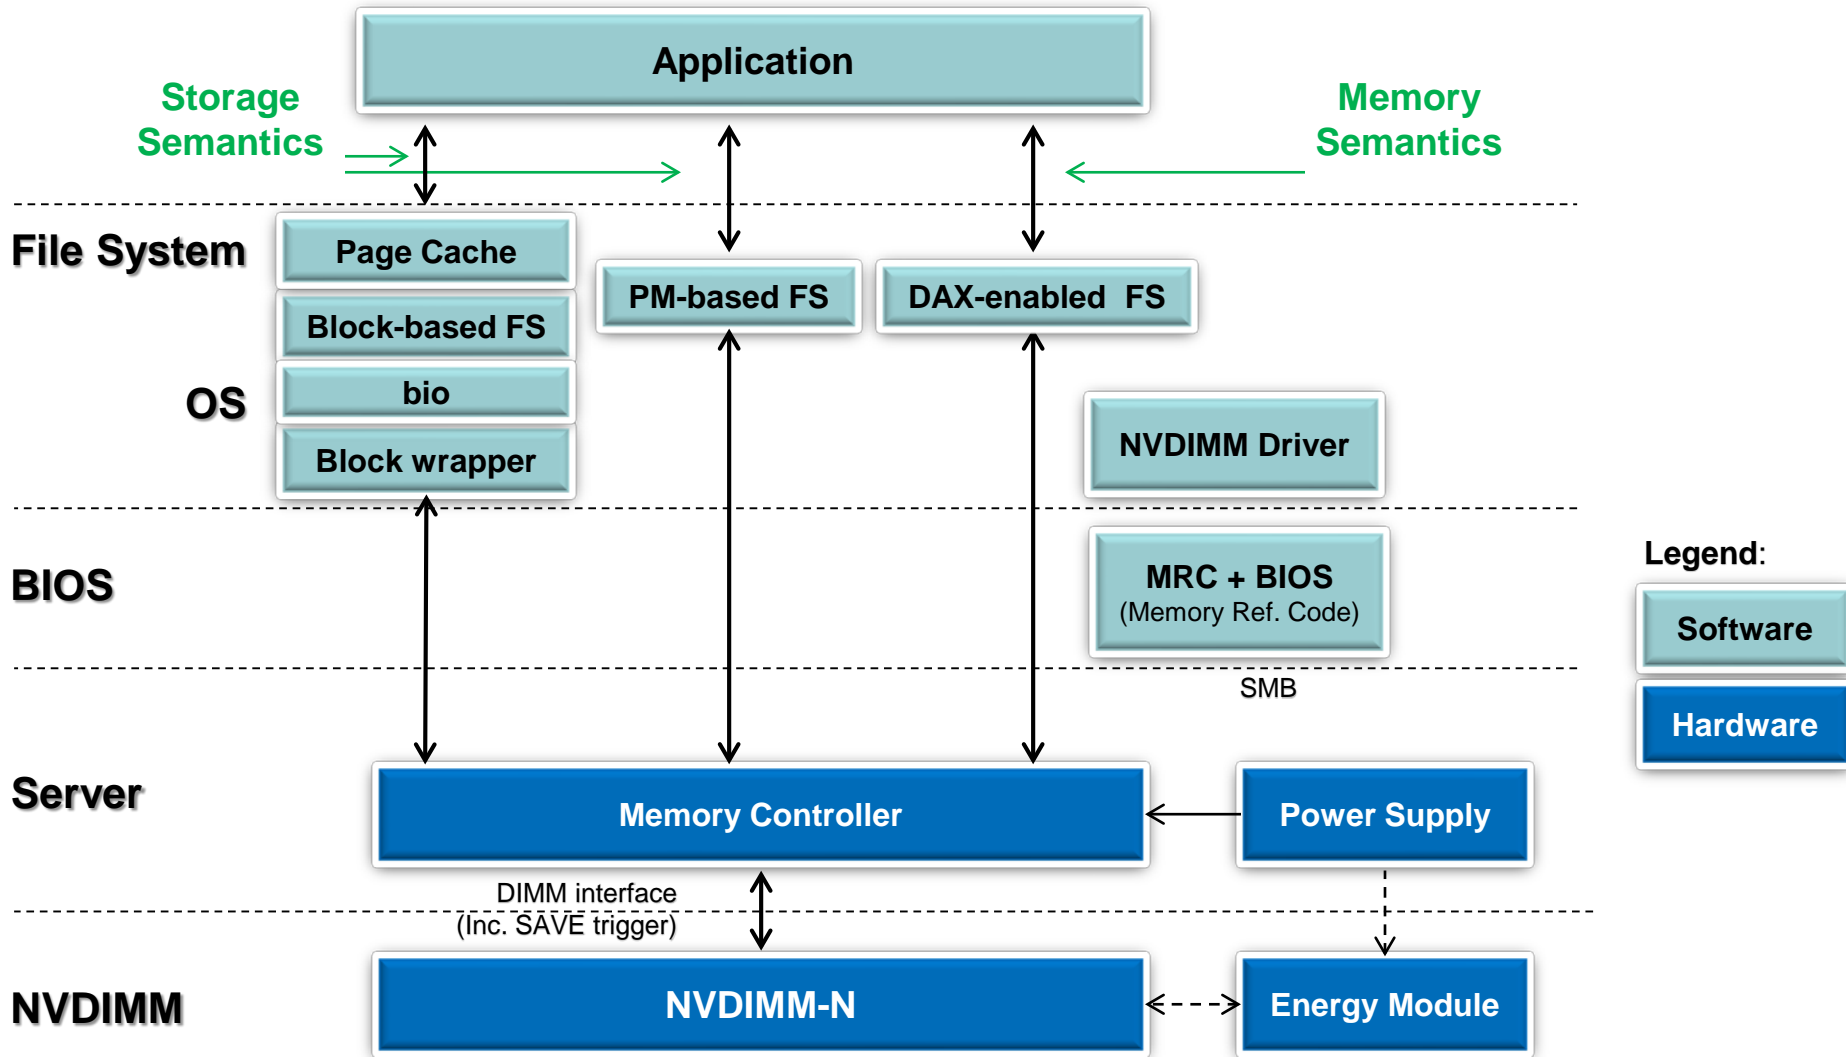 Application
Storage
Semantics
Memory
Semantics
File System
Page Cache
PM-based FS
DAX-enabled FS
Block-based FS
OS
bio
NVDIMM Driver
Block wrapper
BIOS
MRC + BIOS
(Memory Ref. Code)
Legend:
Software
Hardware
SMB
Server
Memory Controller
Power Supply
DIMM interface
(Inc. SAVE trigger)
NVDIMM
NVDIMM-N
Energy Module